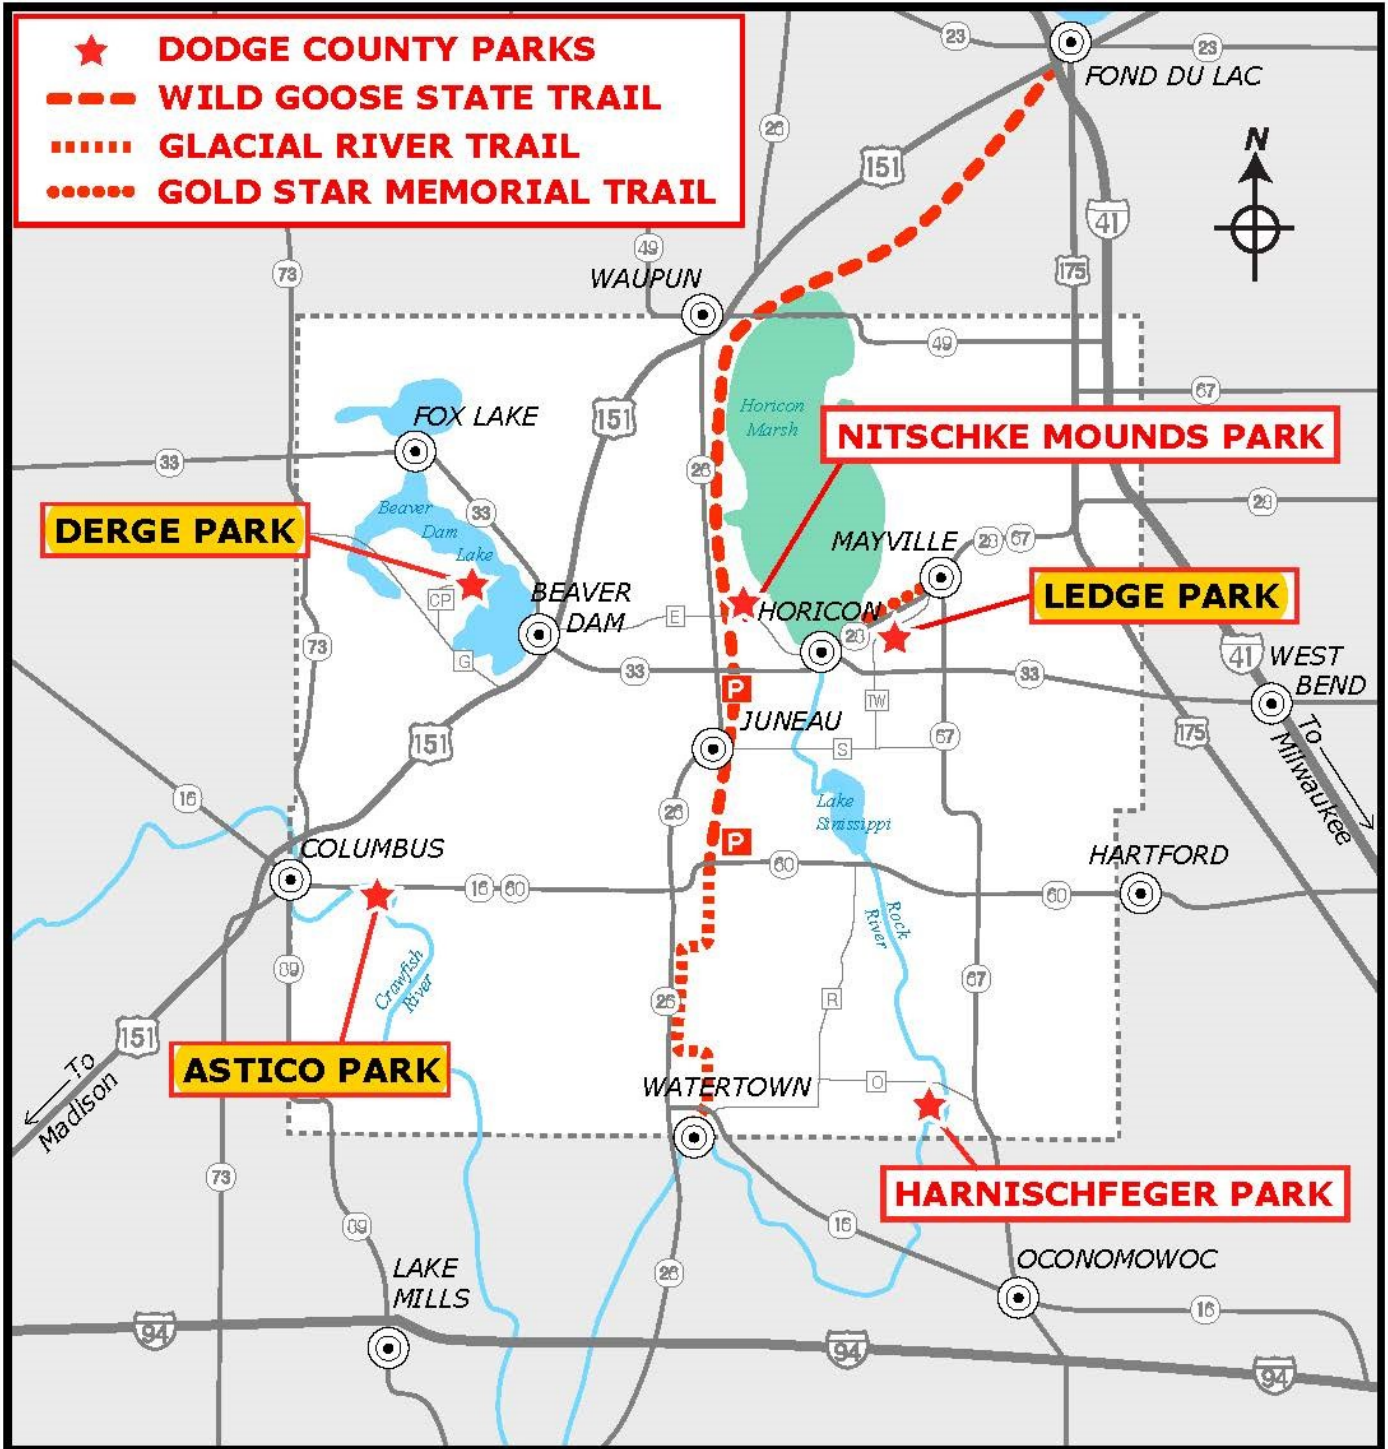 DODGE COUNTY PARKS
WILD GOOSE STATE TRAIL
GLACIAL RIVER TRAIL
GOLD STAR MEMORIAL TRAIL
23
23
FOND DU LAC
26
151
N
41
49
175
73
WAUPUN
49
67
FOX LAKE
151
Horicon
Marsh
NITSCHKE MOUNDS PARK
33
26
Beaver
Dam
Lake
33
28
DERGE PARK
MAYVILLE
28
67
CP
BEAVER
DAM
E
HORICON
28
LEDGE PARK
73
G
33
33
41
WEST
BEND
P
TW
JUNEAU
S
67
175
To
Milwaukee
151
16
26
Lake
Sinissippi
P
COLUMBUS
HARTFORD
16
60
60
60
Rock
River
89
Crawfish
River
67
26
R
151
To
Madison
ASTICO PARK
WATERTOWN
O
73
HARNISCHFEGER PARK
89
16
OCONOMOWOC
LAKE
MILLS
26
16
94
94
94